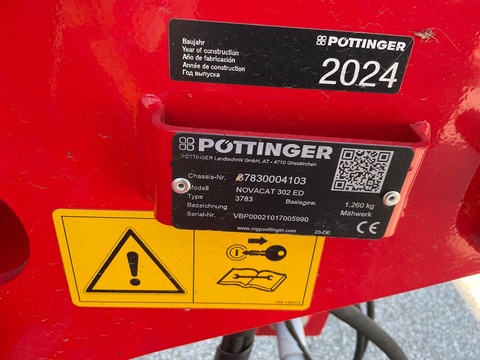 Baujahr
Year of construction
Año de fabricación
Année de construction
Год выпуска
PÖTTINGER
2024
PÖTTINGER
PÖTTINGER Landtechnik GmbH, AT - 4710 Grieskirchen
Chassis-Nr. 87830004103
Modell NOVACAT 302 ED
Type 3783 Basisgew. 1.260 kg
Bezeichnung Mähwerk
Serial-Nr. VBP00021017005990
www.mypoettinger.com 23-DE